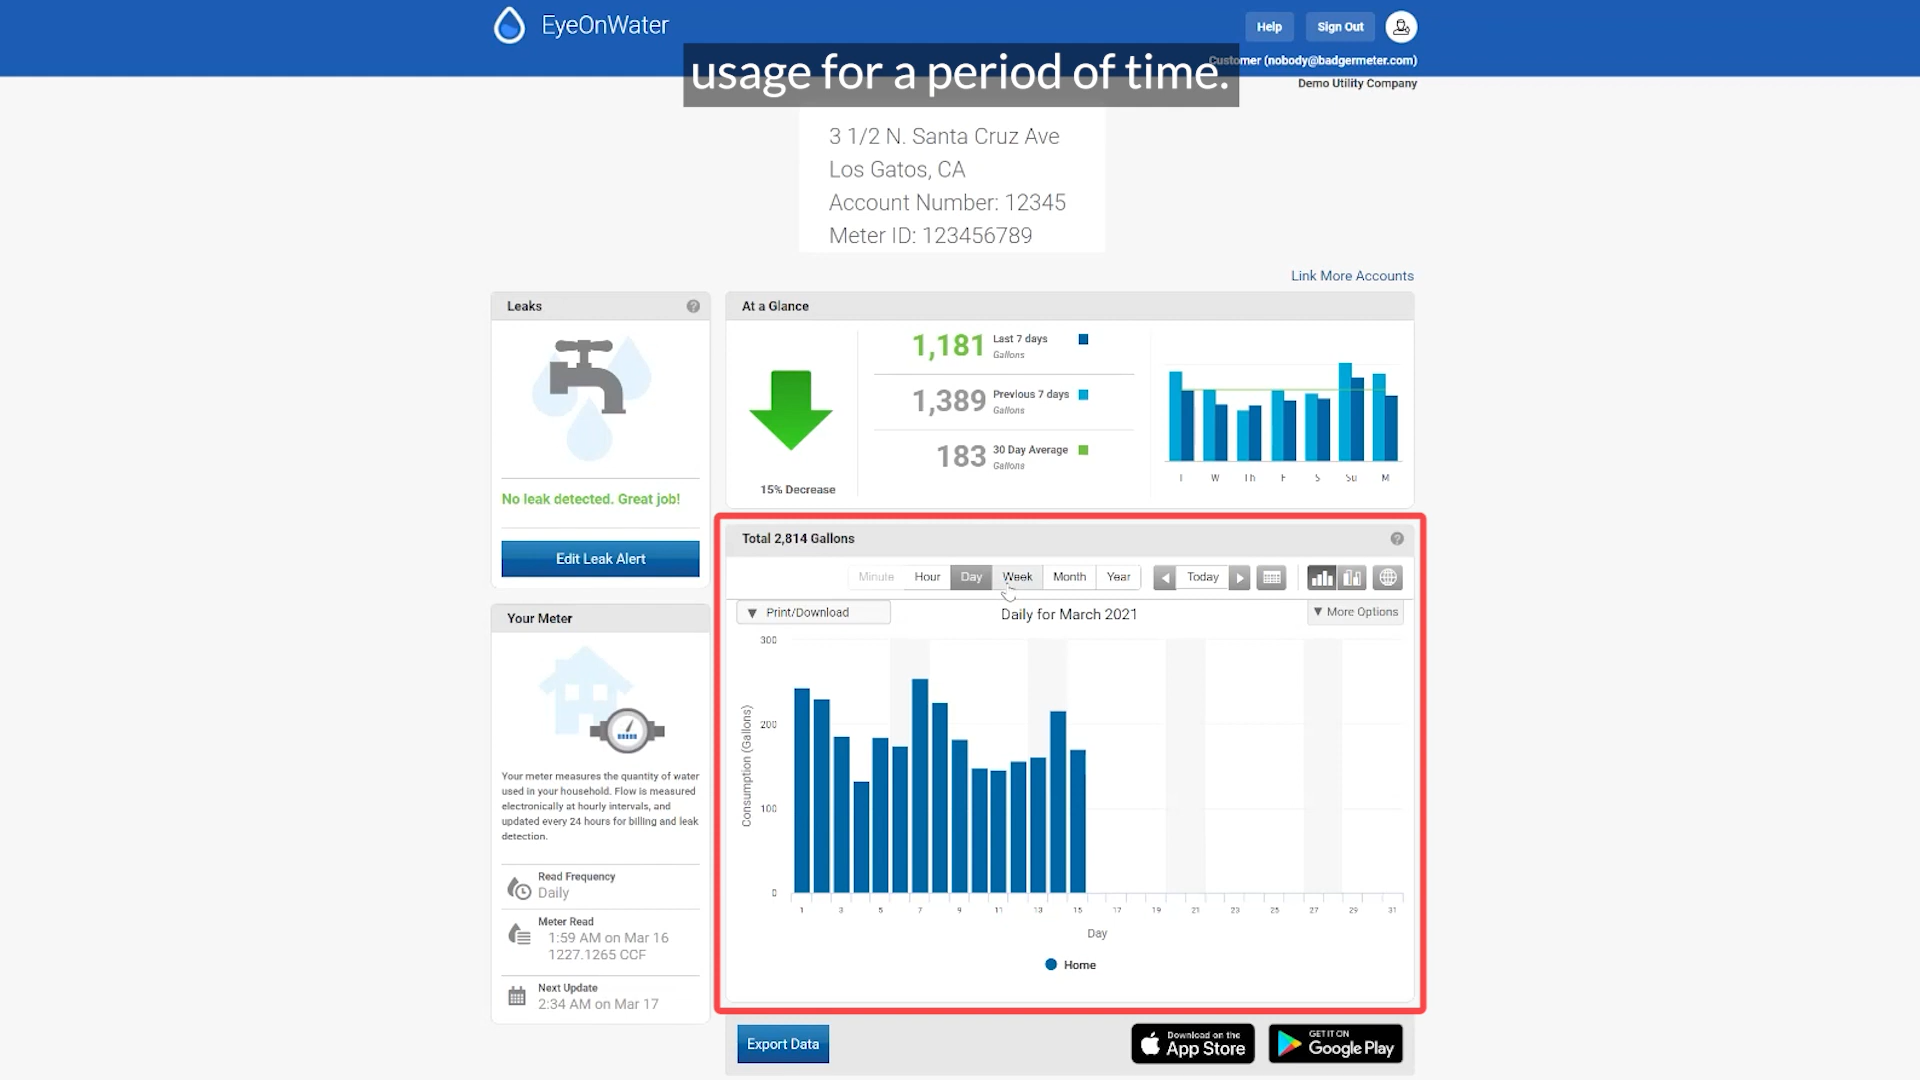 EyeOnWater
Help
Sign Out
Customer (nobody@badgermeter.com)
usage for a period of time.
Demo Utility Company
3 1/2 N. Santa Cruz Ave
Los Gatos, CA
Account Number: 12345
Meter ID: 123456789
Link More Accounts
Leaks
?
No leak detected. Great job!
Edit Leak Alert
At a Glance
15% Decrease
1,181 Last 7 days
Gallons
1,389 Previous 7 days
Gallons
183 30 Day Average
Gallons
T W Th F S Su M
Your Meter
Your meter measures the quantity of water
used in your household. Flow is measured
electronically at hourly intervals, and
updated every 24 hours for billing and leak
detection.
Read Frequency
Daily
Meter Read
1:59 AM on Mar 16
1227.1265 CCF
Next Update
2:34 AM on Mar 17
Total 2,814 Gallons
?
Minute Hour Day Week Month Year Today
Print/Download
Daily for March 2021
More Options
300
200
100
0
Consumption (Gallons)
1 3 5 7 9 11 13 15 17 19 21 23 25 27 29 31
Day
Home
Export Data
Download on the
App Store
GET IT ON
Google Play